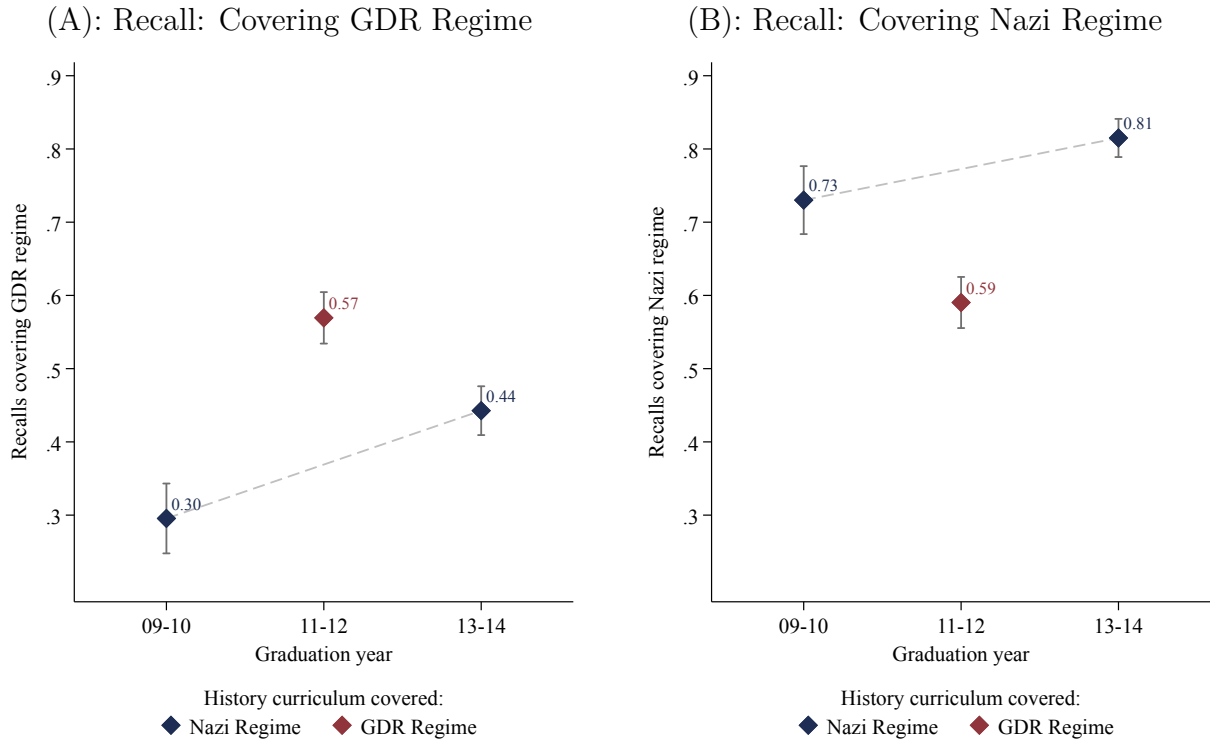 (A): Recall: Covering GDR Regime
Recalls covering GDR regime
.9
.8
.7
.6
.5
.4
.3
0.30
0.57
0.44
09-10
11-12
13-14
Graduation year
History curriculum covered:
Nazi Regime
GDR Regime
(B): Recall: Covering Nazi Regime
Recalls covering Nazi regime
.9
.8
.7
.6
.5
.4
.3
0.73
0.59
0.81
09-10
11-12
13-14
Graduation year
History curriculum covered:
Nazi Regime
GDR Regime